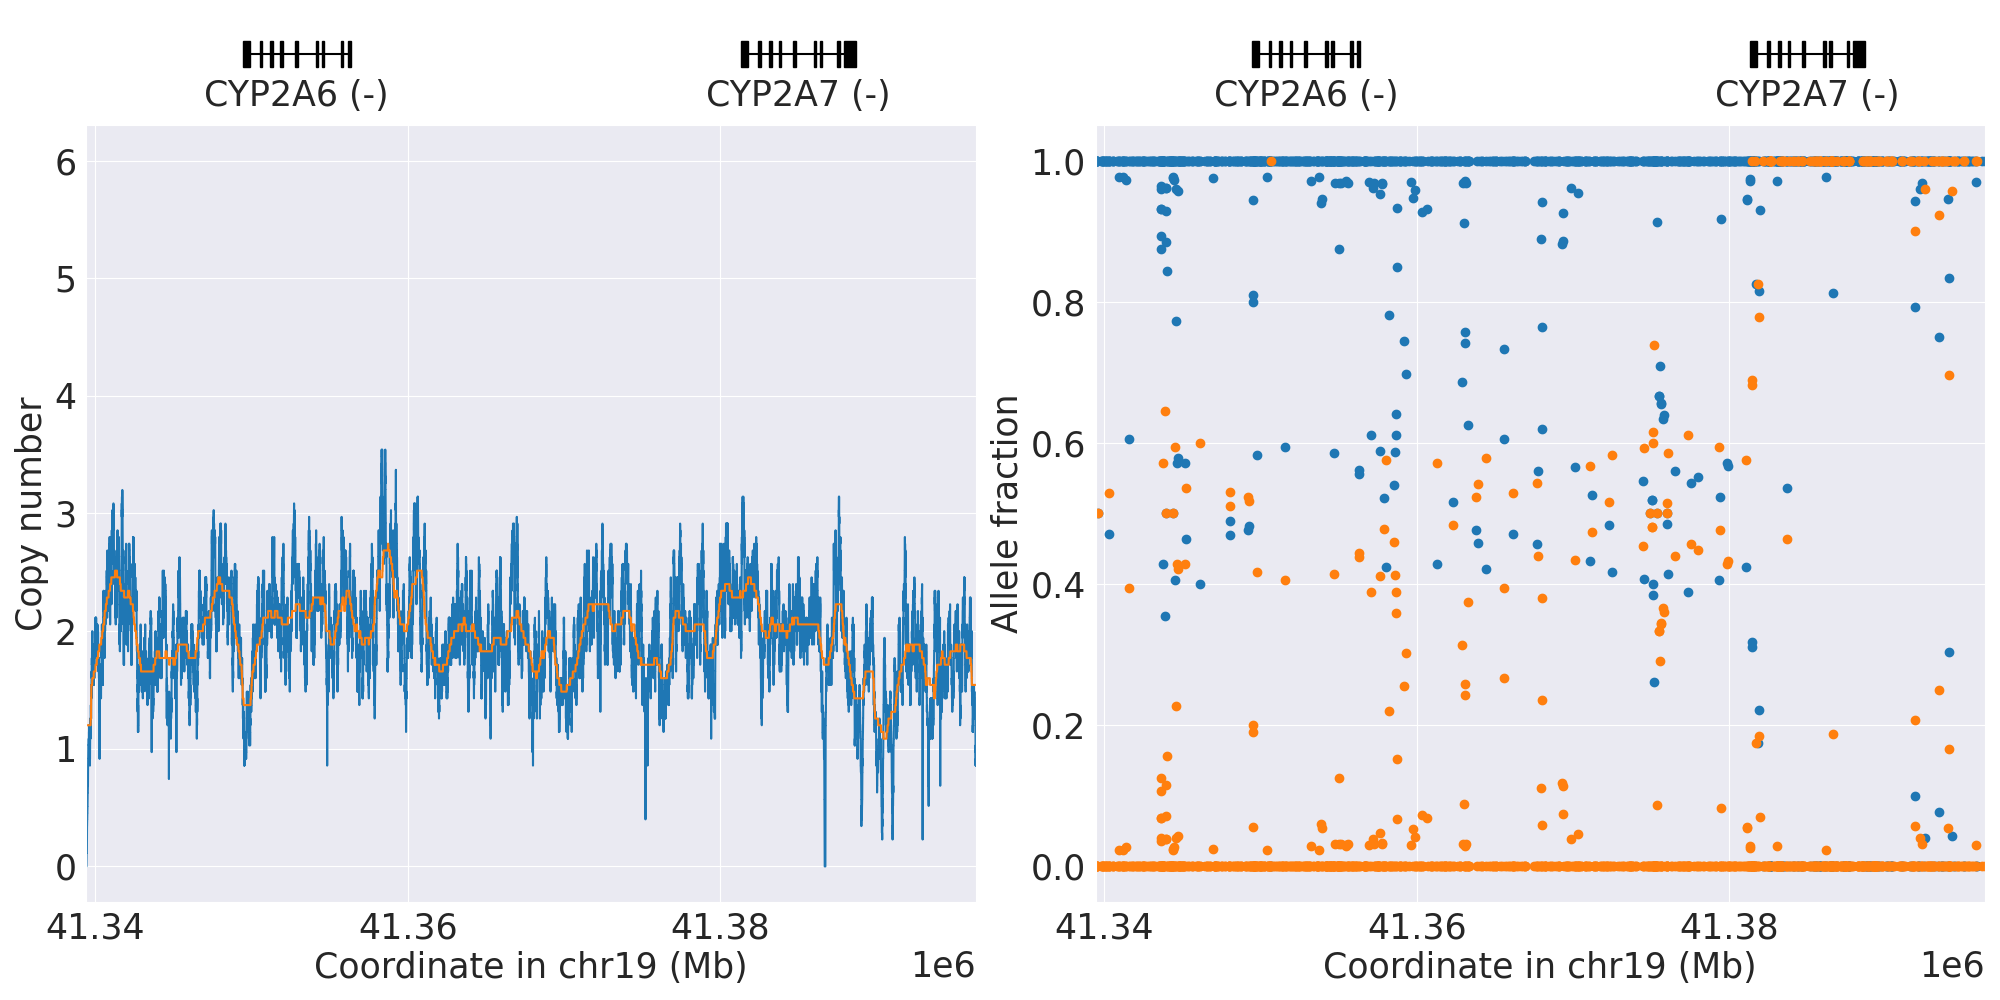 CYP2A6 (-)
CYP2A7 (-)
6
5
4
3
2
1
0
Copy number
41.34
41.36
41.38
Coordinate in chr19 (Mb)
1e6
CYP2A6 (-)
CYP2A7 (-)
1.0
0.8
0.6
0.4
0.2
0.0
Allele fraction
41.34
41.36
41.38
Coordinate in chr19 (Mb)
1e6